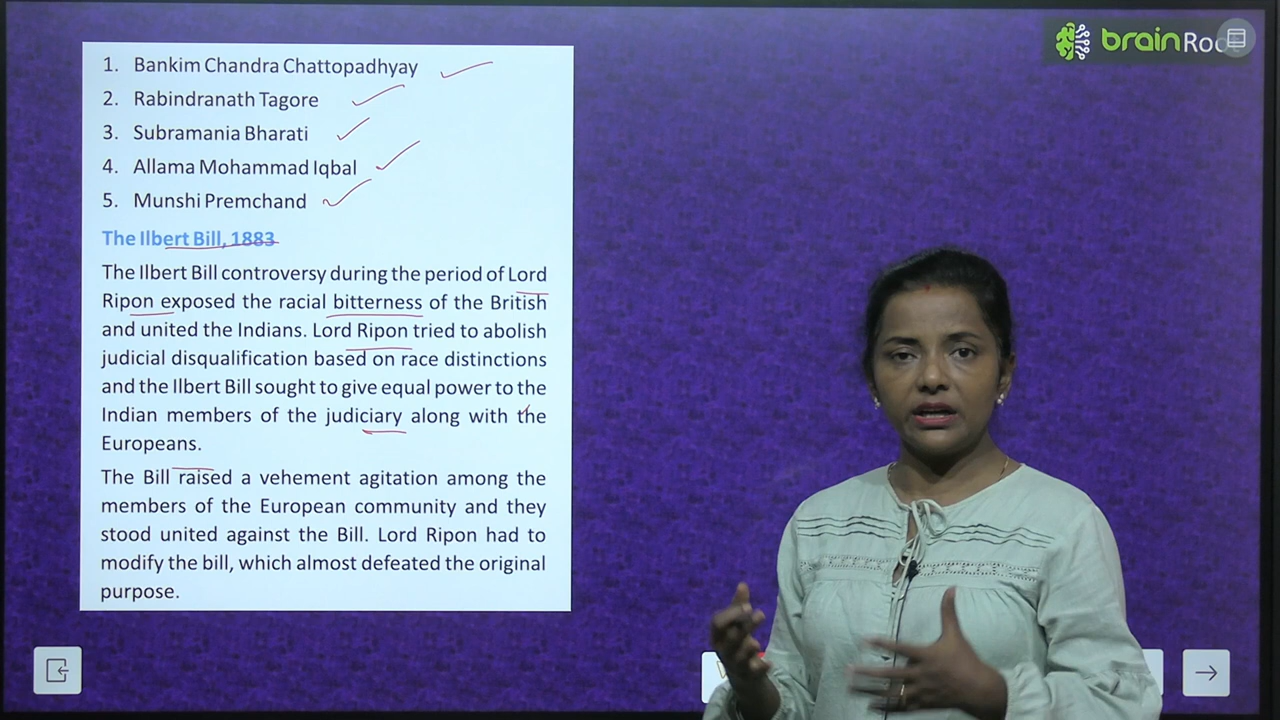 brainRoot
1. Bankim Chandra Chattopadhyay
2. Rabindranath Tagore
3. Subramania Bharati
4. Allama Mohammad Iqbal
5. Munshi Premchand
The Ilbert Bill, 1883
The Ilbert Bill controversy during the period of Lord
Ripon exposed the racial bitterness of the British
and united the Indians. Lord Ripon tried to abolish
judicial disqualification based on race distinctions
and the Ilbert Bill sought to give equal power to the
Indian members of the judiciary along with the
Europeans.
The Bill raised a vehement agitation among the
members of the European community and they
stood united against the Bill. Lord Ripon had to
modify the bill, which almost defeated the original
purpose.